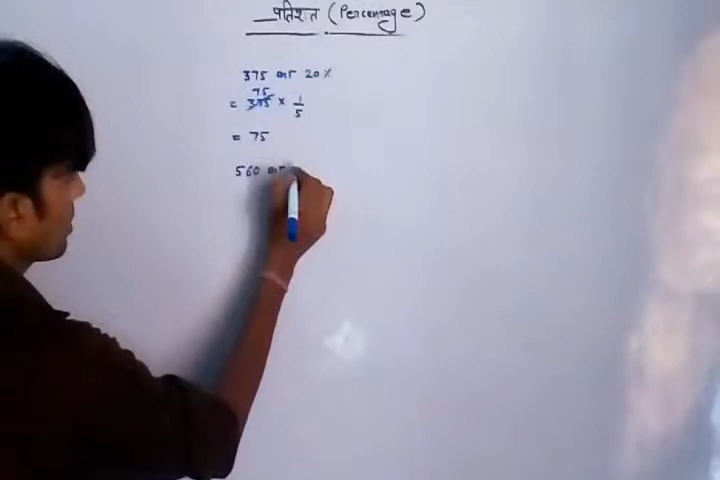 प्रतिशत (Percentage)
375 का 20%
75
= 375 × 1/5
= 75
560 का